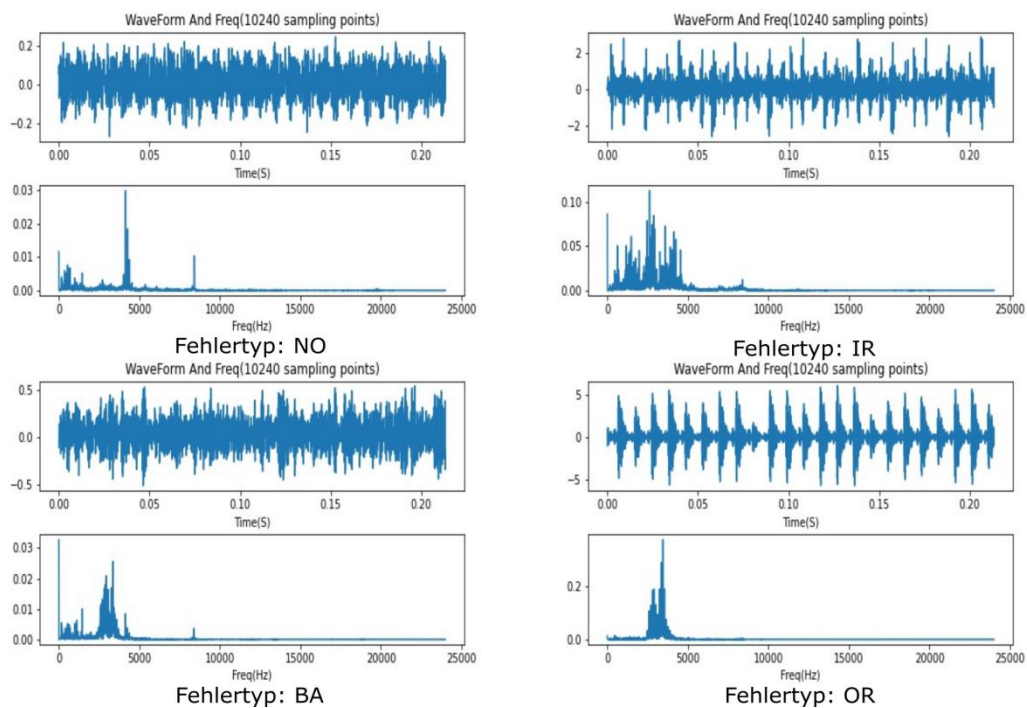 WaveForm And Freq(10240 sampling points)
0.2
0.0
−0.2
0.00 0.05 0.10 0.15 0.20
Time(S)
0.03
0.02
0.01
0.00
0 5000 10000 15000 20000 25000
Freq(Hz)
Fehlertyp: NO
WaveForm And Freq(10240 sampling points)
2
0
−2
0.00 0.05 0.10 0.15 0.20
Time(S)
0.10
0.05
0.00
0 5000 10000 15000 20000 25000
Freq(Hz)
Fehlertyp: IR
WaveForm And Freq(10240 sampling points)
0.5
0.0
−0.5
0.00 0.05 0.10 0.15 0.20
Time(S)
0.03
0.02
0.01
0.00
0 5000 10000 15000 20000 25000
Freq(Hz)
Fehlertyp: BA
WaveForm And Freq(10240 sampling points)
5
0
−5
0.00 0.05 0.10 0.15 0.20
Time(S)
0.2
0.0
0 5000 10000 15000 20000 25000
Freq(Hz)
Fehlertyp: OR